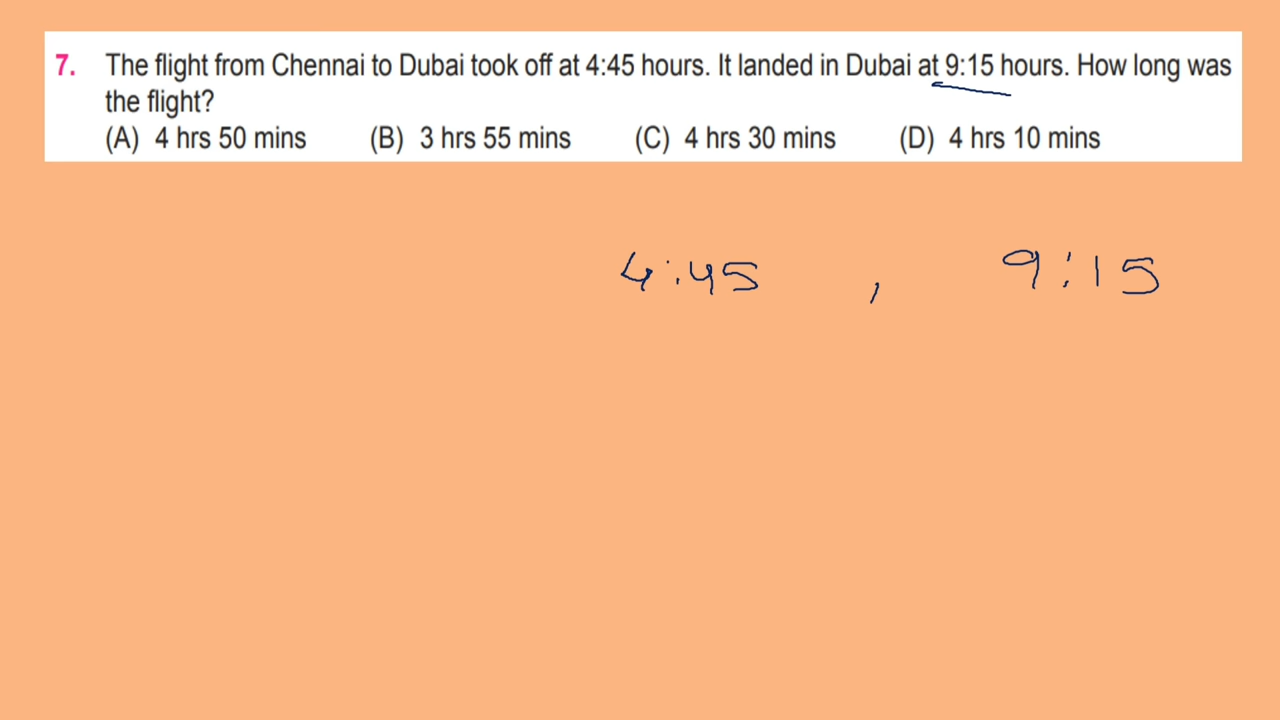 7. The flight from Chennai to Dubai took off at 4:45 hours. It landed in Dubai at 9:15 hours. How long was
the flight?
(A) 4 hrs 50 mins (B) 3 hrs 55 mins (C) 4 hrs 30 mins (D) 4 hrs 10 mins
4:45 , 9:15